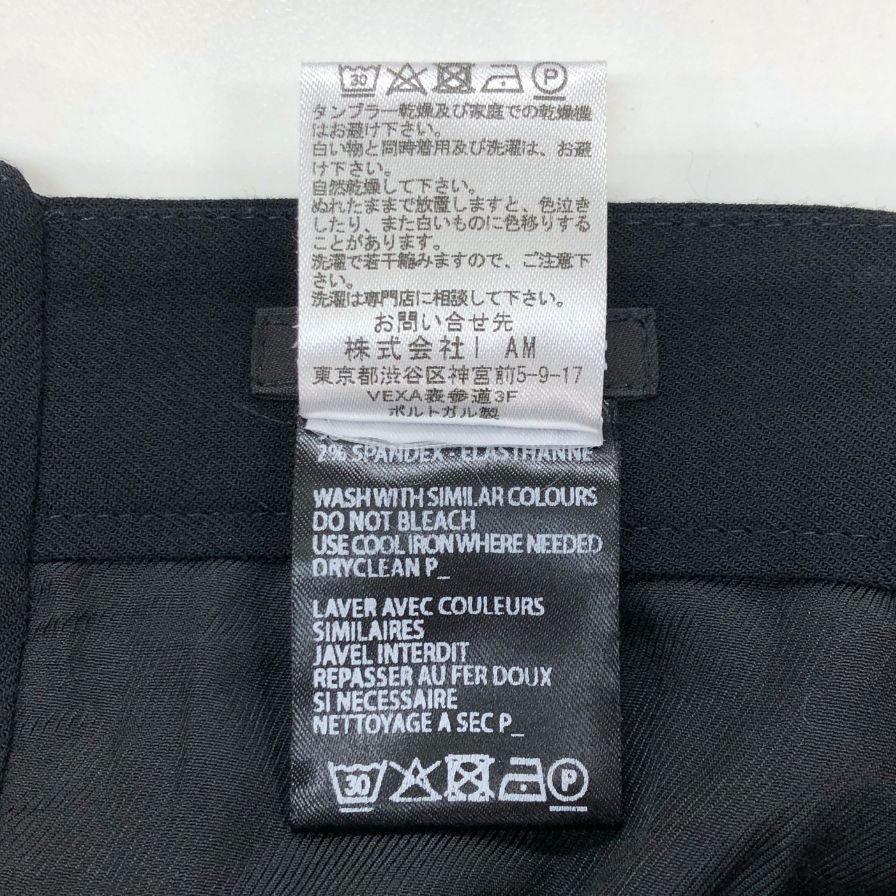 30 P
タンブラー乾燥及び家庭での乾燥機
はお避け下さい。
白い物と同時着用及び洗濯は、お避
け下さい。
自然乾燥して下さい。
ぬれたままで放置しますと、色泣き
したり、また白いものに色移りする
ことがあります。
洗濯で若干縮みますので、ご注意下
さい。
洗濯は専門店に相談して下さい。
お問い合せ先
株式会社I AM
東京都渋谷区神宮前5-9-17
VEXA表参道3F
ポルトガル製
2% SPANDEX - ELASTHANNE
WASH WITH SIMILAR COLOURS
DO NOT BLEACH
USE COOL IRON WHERE NEEDED
DRYCLEAN P_
LAVER AVEC COULEURS
SIMILAIRES
JAVEL INTERDIT
REPASSER AU FER DOUX
SI NECESSAIRE
NETTOYAGE A SEC P_
30 P